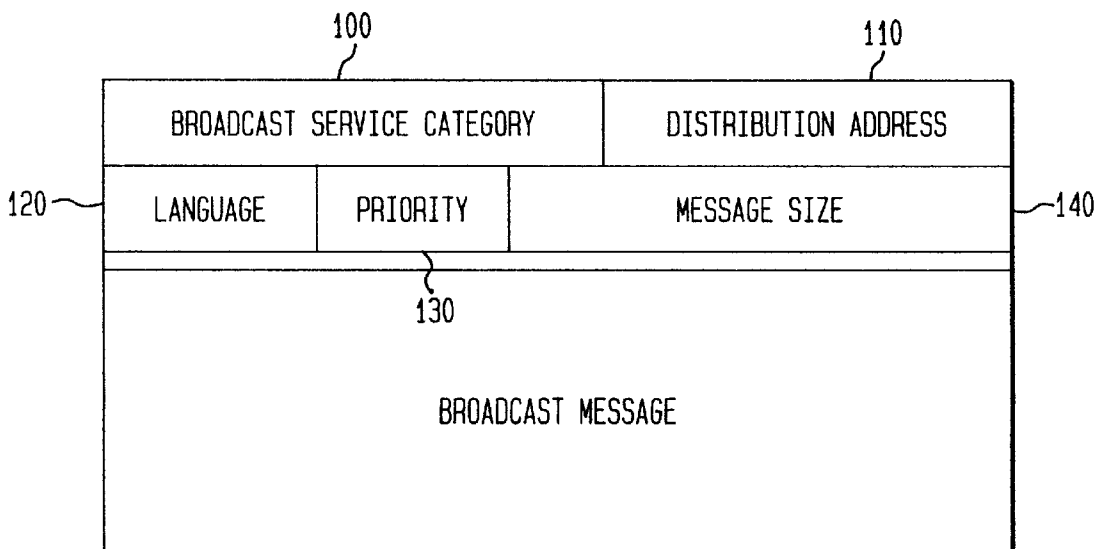 100 110
BROADCAST SERVICE CATEGORY DISTRIBUTION ADDRESS
120 LANGUAGE PRIORITY MESSAGE SIZE 140
130
BROADCAST MESSAGE